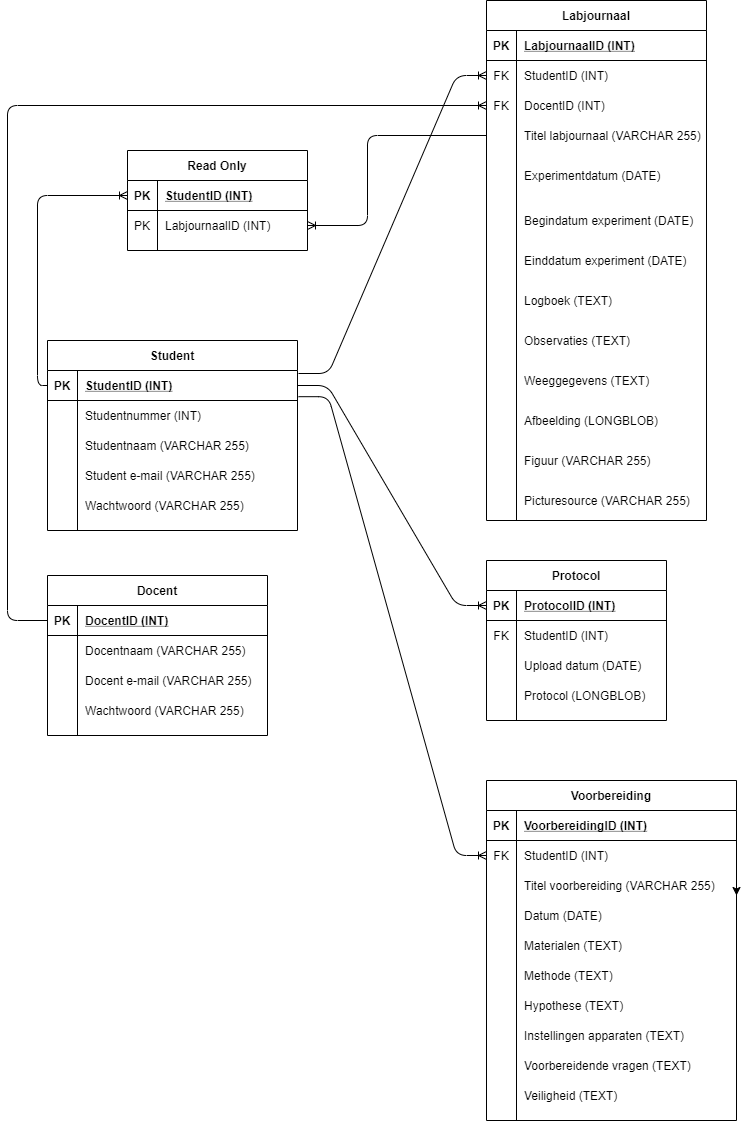 Labjournaal
PK LabjournaalID (INT)
FK StudentID (INT)
FK DocentID (INT)
Titel labjournaal (VARCHAR 255)
Experimentdatum (DATE)
Begindatum experiment (DATE)
Einddatum experiment (DATE)
Logboek (TEXT)
Observaties (TEXT)
Weeggegevens (TEXT)
Afbeelding (LONGBLOB)
Figuur (VARCHAR 255)
Picturesource (VARCHAR 255)
Read Only
PK StudentID (INT)
PK LabjournaalID (INT)
Student
PK StudentID (INT)
Studentnummer (INT)
Studentnaam (VARCHAR 255)
Student e-mail (VARCHAR 255)
Wachtwoord (VARCHAR 255)
Docent
PK DocentID (INT)
Docentnaam (VARCHAR 255)
Docent e-mail (VARCHAR 255)
Wachtwoord (VARCHAR 255)
Protocol
PK ProtocolID (INT)
FK StudentID (INT)
Upload datum (DATE)
Protocol (LONGBLOB)
Voorbereiding
PK VoorbereidingID (INT)
FK StudentID (INT)
Titel voorbereiding (VARCHAR 255)
Datum (DATE)
Materialen (TEXT)
Methode (TEXT)
Hypothese (TEXT)
Instellingen apparaten (TEXT)
Voorbereidende vragen (TEXT)
Veiligheid (TEXT)